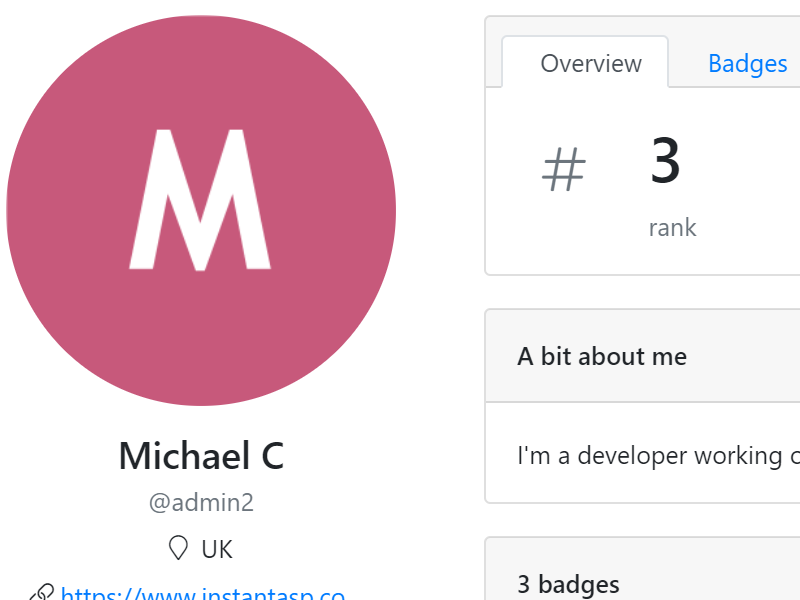 M
Michael C
@admin2
UK
https://www.instantasp.co
Overview
Badges
#
3
rank
A bit about me
I'm a developer working
3 badges